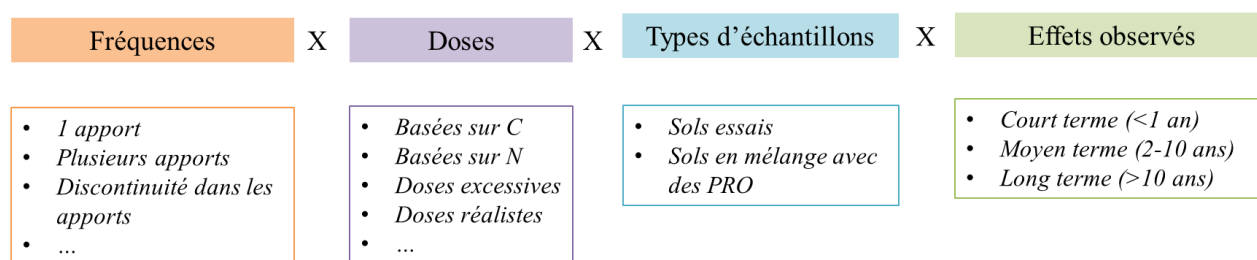 Fréquences X Doses X Types d'échantillons X Effets observés
• 1 apport
• Plusieurs apports
• Discontinuité dans les
apports
• …
• Basées sur C
• Basées sur N
• Doses excessives
• Doses réalistes
• …
• Sols essais
• Sols en mélange avec
des PRO
• Court terme (<1 an)
• Moyen terme (2-10 ans)
• Long terme (>10 ans)